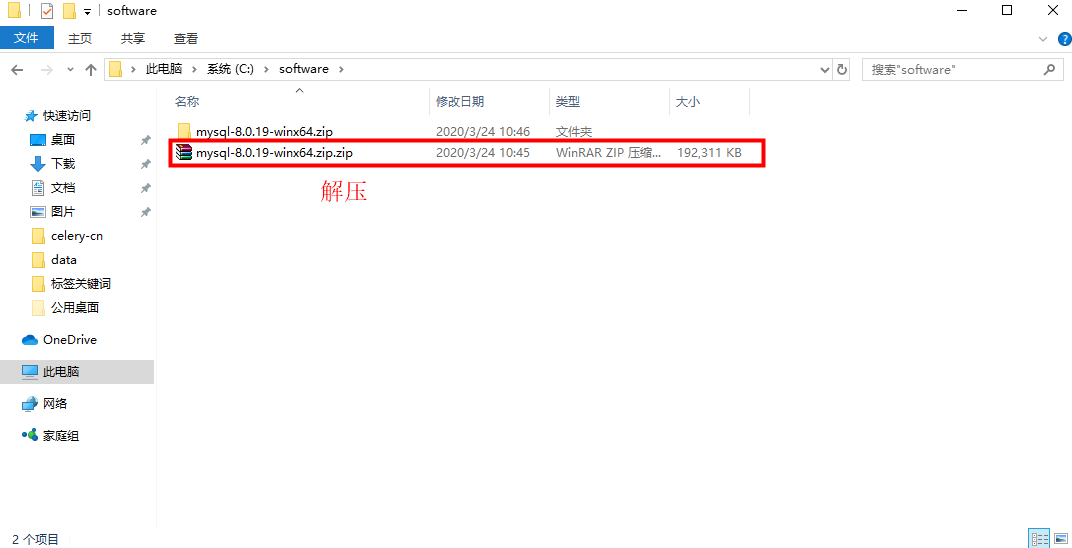 software
文件 主页 共享 查看
此电脑 系统 (C:) software 搜索"software"
名称 修改日期 类型 大小
快速访问
桌面
下载
文档
图片
celery-cn
data
标签关键词
公用桌面
OneDrive
此电脑
网络
家庭组
mysql-8.0.19-winx64.zip 2020/3/24 10:46 文件夹
mysql-8.0.19-winx64.zip.zip 2020/3/24 10:45 WinRAR ZIP 压缩... 192,311 KB
解压
2 个项目